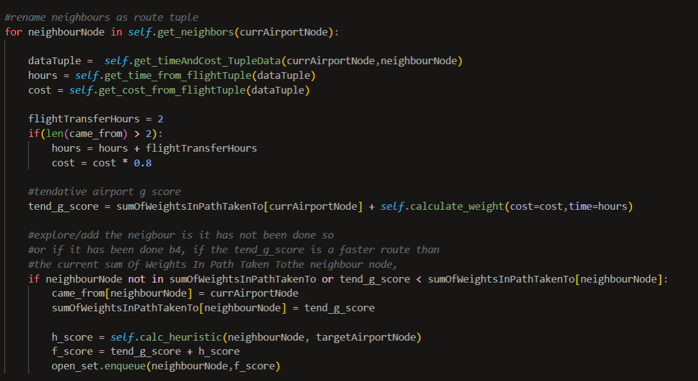 #rename neighbours as route tuple
for neighbourNode in self.get_neighbors(currAirportNode):
dataTuple =  self.get_timeAndCost_TupleData(currAirportNode,neighbourNode)
hours = self.get_time_from_flightTuple(dataTuple)
cost = self.get_cost_from_flightTuple(dataTuple)
flightTransferHours = 2
if(len(came_from) > 2):
hours = hours + flightTransferHours
cost = cost * 0.8
#tendative airport g score
tend_g_score = sumOfWeightsInPathTakenTo[currAirportNode] + self.calculate_weight(cost=cost,time=hours)
#explore/add the neigbour is it has not been done so
#or if it has been done b4, if the tend_g_score is a faster route than
#the current sum Of Weights In Path Taken Tothe neighbour node,
if neighbourNode not in sumOfWeightsInPathTakenTo or tend_g_score < sumOfWeightsInPathTakenTo[neighbourNode]:
came_from[neighbourNode] = currAirportNode
sumOfWeightsInPathTakenTo[neighbourNode] = tend_g_score
h_score = self.calc_heuristic(neighbourNode, targetAirportNode)
f_score = tend_g_score + h_score
open_set.enqueue(neighbourNode,f_score)